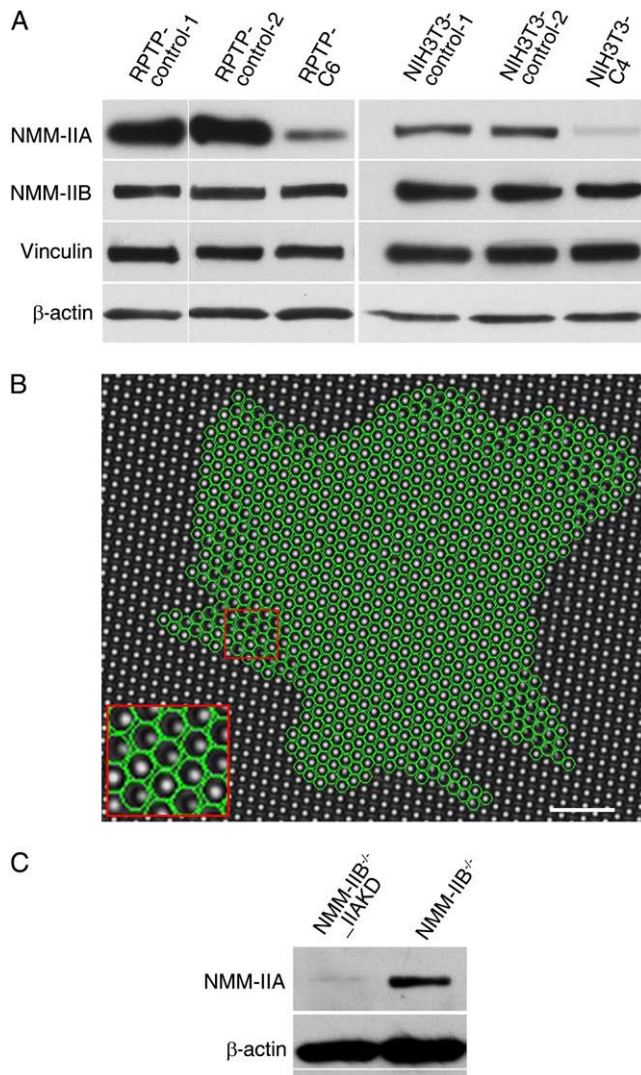 A
RPTP-
control-1
RPTP-
control-2
RPTP-
C6
NIH3T3-
control-1
NIH3T3-
control-2
NIH3T3-
C4
NMM-IIA
NMM-IIB
Vinculin
β-actin
B
C
NMM-IIB-/-
_IIAKD
NMM-IIB-/-
NMM-IIA
β-actin